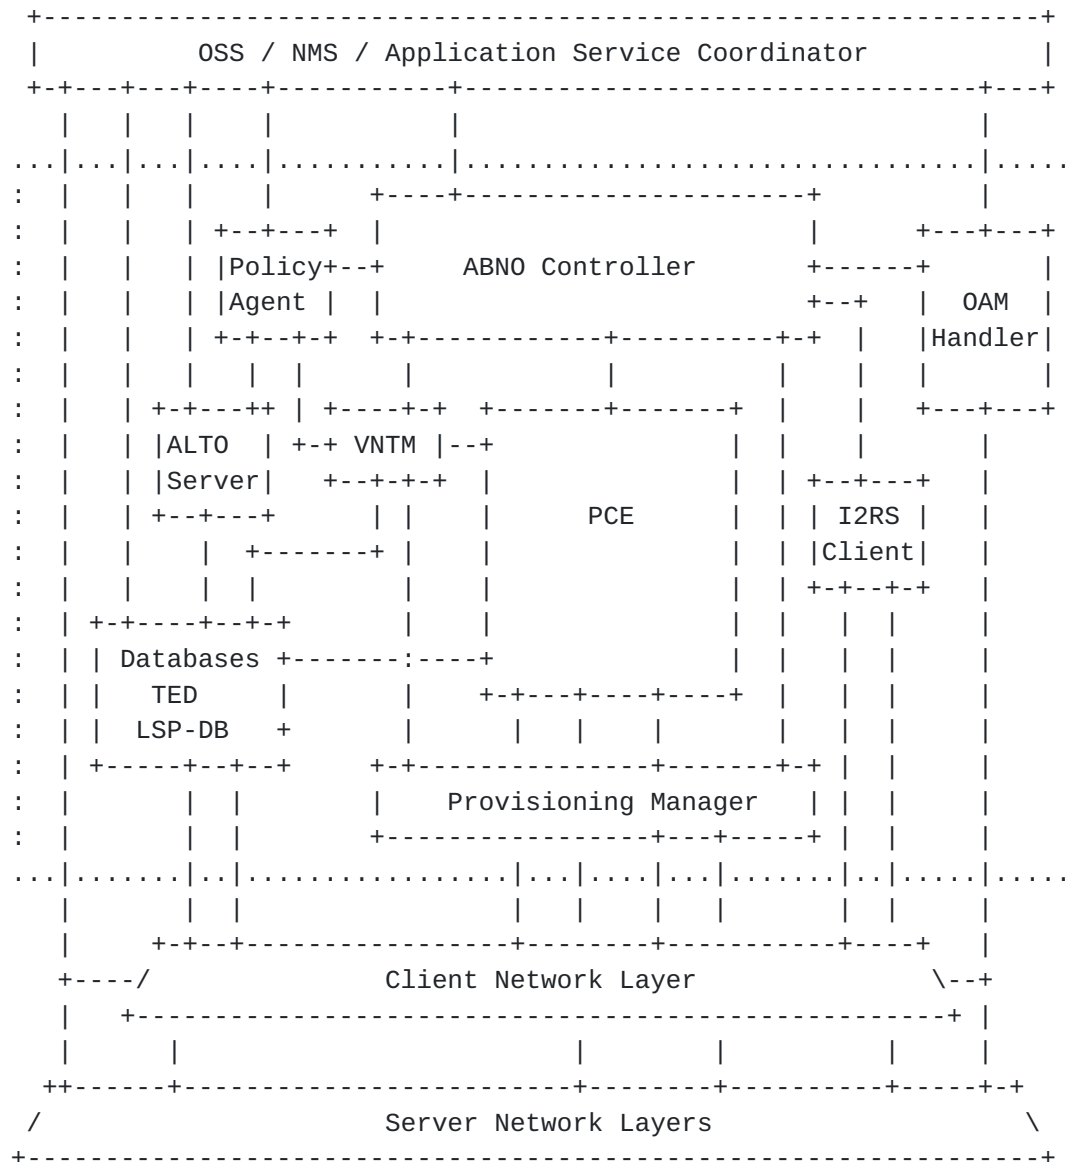 OSS / NMS / Application Service Coordinator
Policy ABNO Controller
Agent OAM
Handler
ALTO VNTM
Server
PCE I2RS
Client
Databases
TED
LSP-DB
Provisioning Manager
Client Network Layer
Server Network Layers